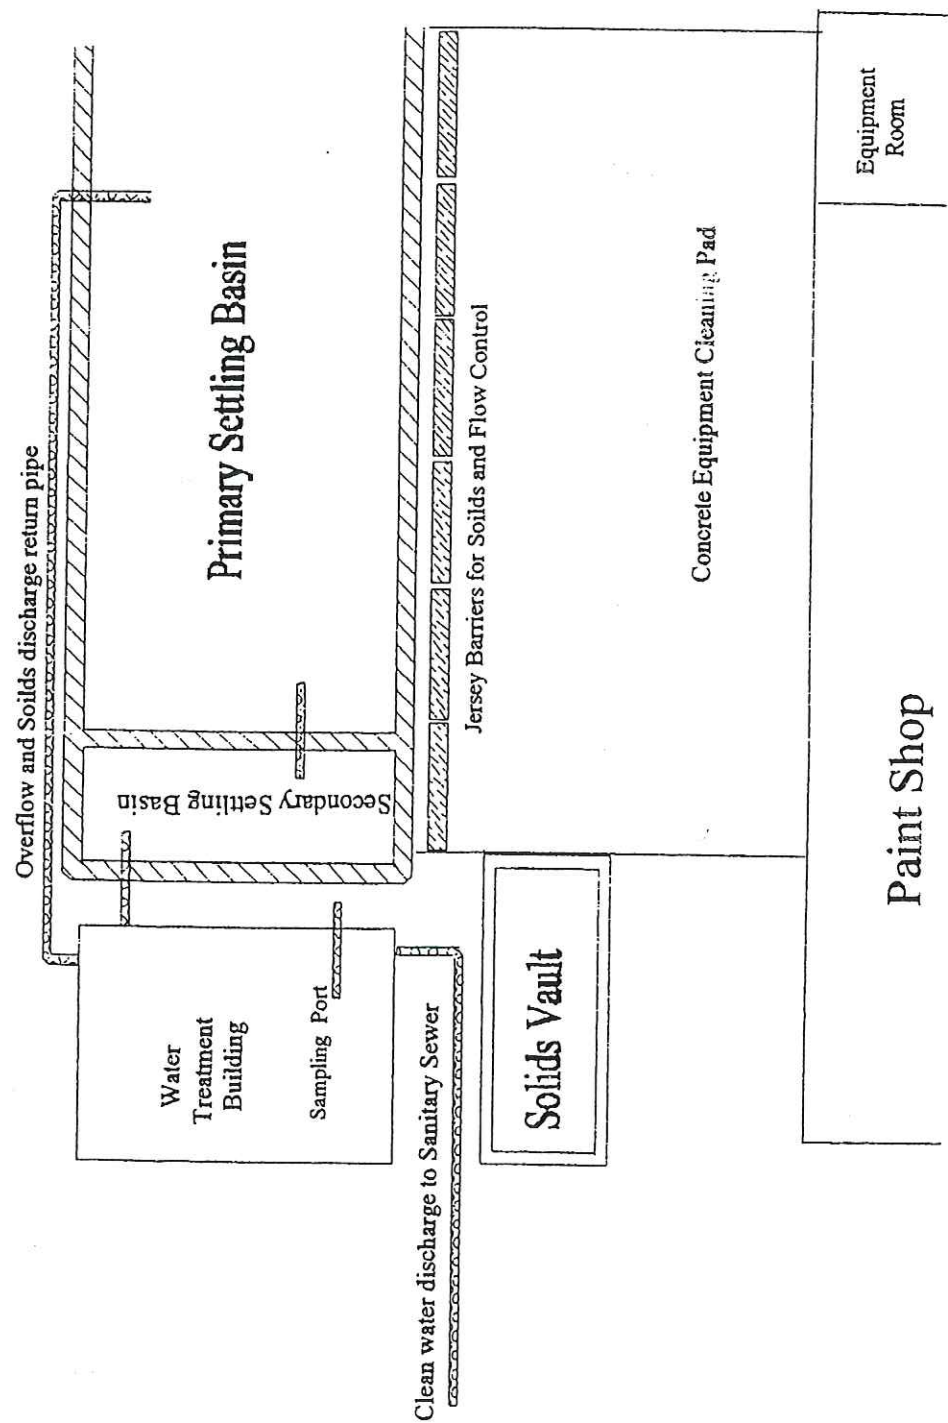 Overflow and Soilds discharge return pipe
Primary Settling Basin
Secondary Settling Basin
Water
Treatment
Building
Sampling Port
Clean water discharge to Sanitary Sewer
Jersey Barriers for Soilds and Flow Control
Solids Vault
Concrete Equipment Cleaning Pad
Equipment
Room
Paint Shop